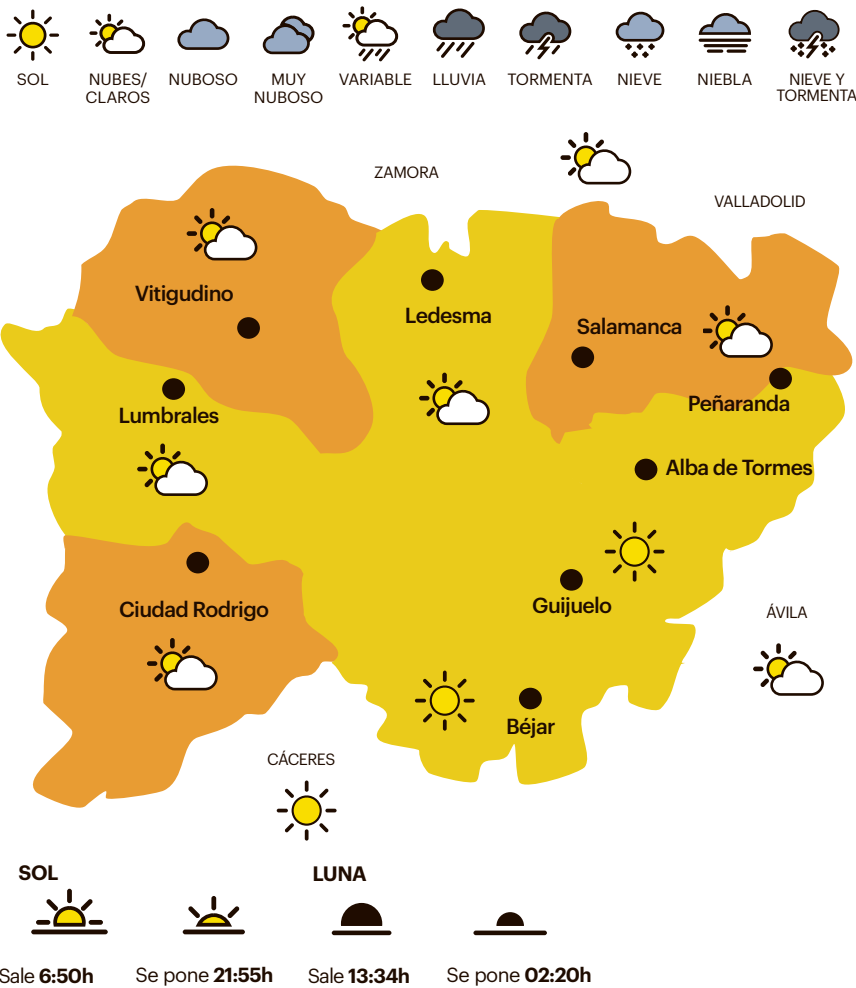 SOL
NUBES/
CLAROS
NUBOSO
MUY
NUBOSO
VARIABLE
LLUVIA
TORMENTA
NIEVE
NIEBLA
NIEVE Y
TORMENTA
ZAMORA
VALLADOLID
Vitigudino
Ledesma
Salamanca
Lumbrales
Peñaranda
Alba de Tormes
Ciudad Rodrigo
Guijuelo
ÁVILA
Béjar
CÁCERES
SOL
LUNA
Sale 6:50h
Se pone 21:55h
Sale 13:34h
Se pone 02:20h